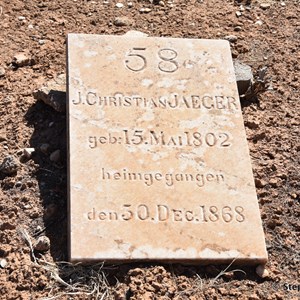 58
J. Christian JAEGER
geb: 15. Mai 1802
heimgegangen
den 30. Dec. 1868